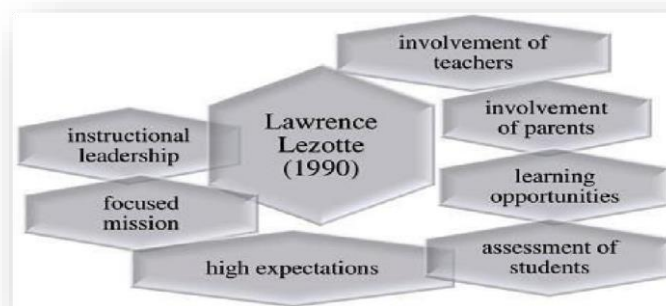 involvement of
teachers
Lawrence
Lezotte
(1990)
instructional
leadership
involvement
of parents
focused
mission
learning
opportunities
high expectations
assessment of
students